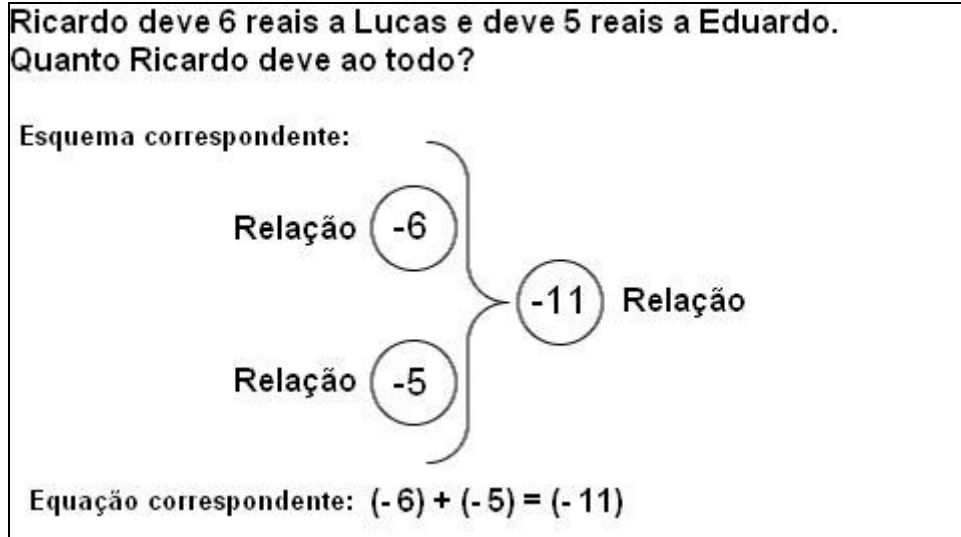 Ricardo deve 6 reais a Lucas e deve 5 reais a Eduardo.
Quanto Ricardo deve ao todo?
Esquema correspondente:
Relação -6
-11 Relação
Relação -5
Equação correspondente: (-6) + (-5) = (-11)